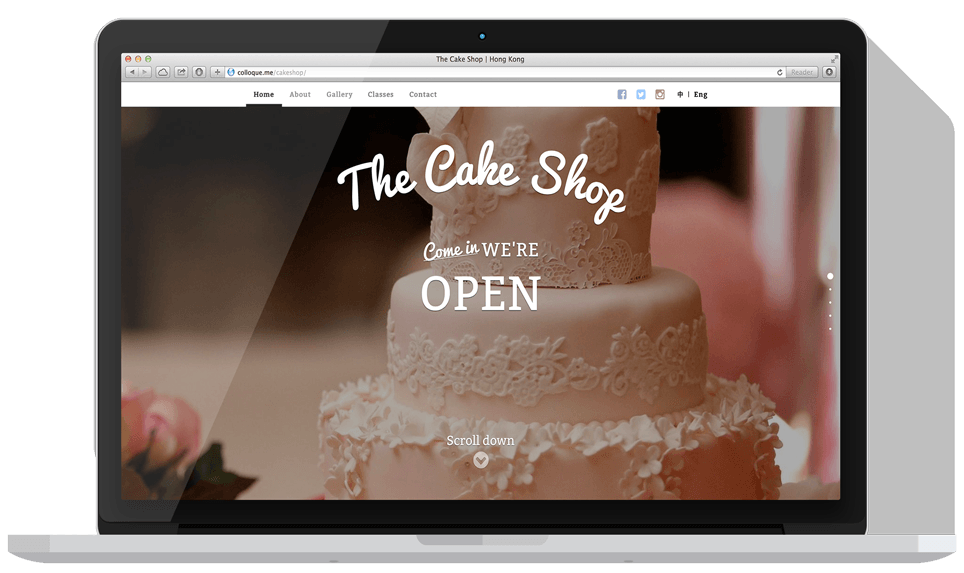 The Cake Shop | Hong Kong
colloque.me/cakeshop/
Reader
Home About Gallery Classes Contact
中 | Eng
The Cake Shop
Come in WE'RE
OPEN
Scroll down